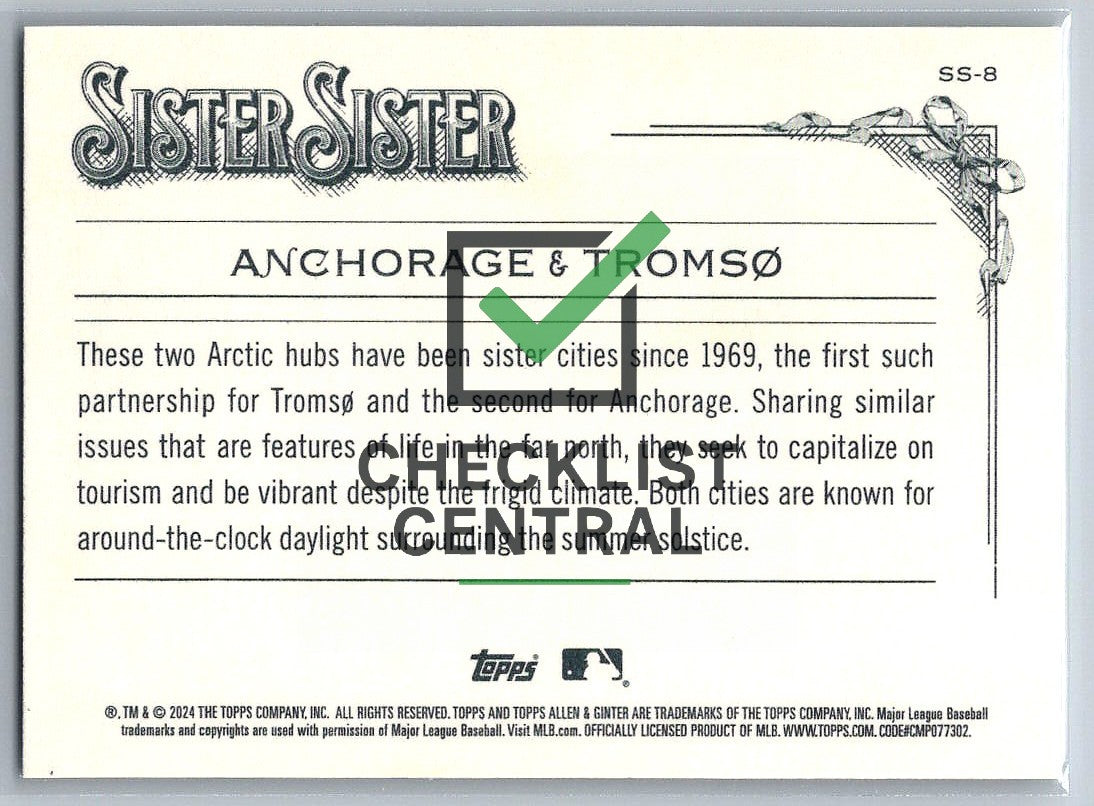 SS-8
SISTER SISTER
ANCHORAGE & TROMSØ
These two Arctic hubs have been sister cities since 1969, the first such
partnership for Tromsø and the second for Anchorage. Sharing similar
issues that are features of life in the far north, they seek to capitalize on
tourism and be vibrant despite the frigid climate. Both cities are known for
around-the-clock daylight surrounding the summer solstice.
CHECKLIST
CENTRAL
Topps
®, TM & © 2024 THE TOPPS COMPANY, INC. ALL RIGHTS RESERVED. TOPPS AND TOPPS ALLEN & GINTER ARE TRADEMARKS OF THE TOPPS COMPANY, INC. Major League Baseball
trademarks and copyrights are used with permission of Major League Baseball. Visit MLB.com. OFFICIALLY LICENSED PRODUCT OF MLB. WWW.TOPPS.COM. CODE#CMP077302.